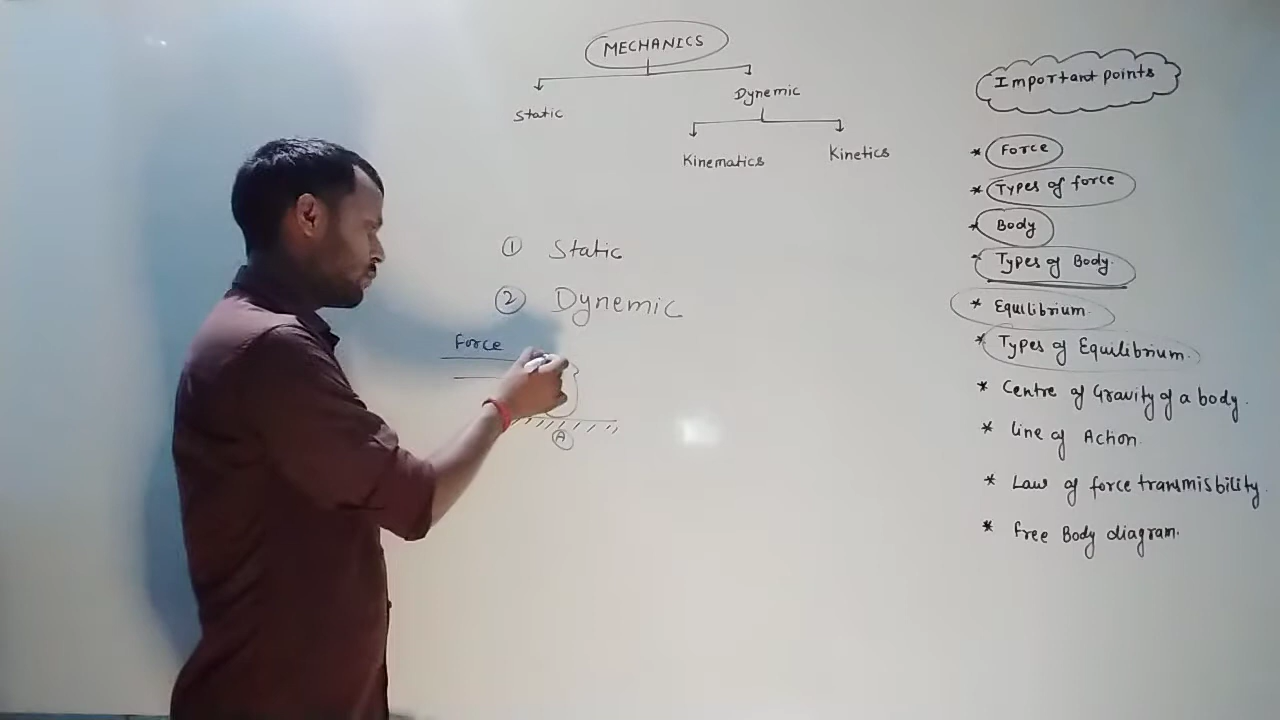 MECHANICS
Static
Dynemic
Kinematics
Kinetics
① Static
② Dynemic
Force
A
Important points
* Force
* Types of force
* Body
* Types of Body.
* Equilibrium.
* Types of Equilibrium.
* Centre of Gravity of a body.
* line of Action.
* Law of force transmisbility.
* free Body diagram.